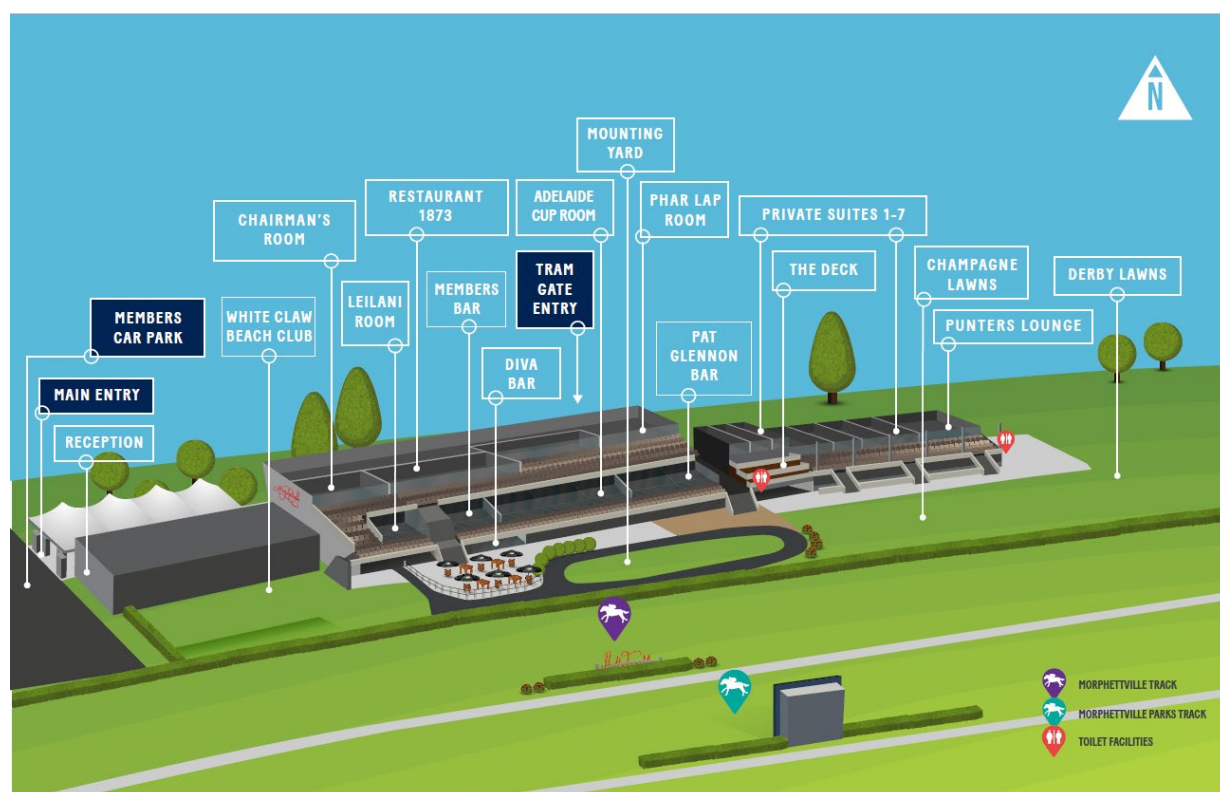 N
MOUNTING
YARD
RESTAURANT
1873
ADELAIDE
CUP ROOM
PHAR LAP
ROOM
PRIVATE SUITES 1-7
CHAIRMAN'S
ROOM
TRAM
GATE
ENTRY
THE DECK
CHAMPAGNE
LAWNS
DERBY LAWNS
MEMBERS
CAR PARK
WHITE CLAW
BEACH CLUB
LEILANI
ROOM
MEMBERS
BAR
PUNTERS LOUNGE
PAT
GLENNON
BAR
DIVA
BAR
MAIN ENTRY
RECEPTION
MORPHETTVILLE TRACK
MORPHETTVILLE PARKS TRACK
TOILET FACILITIES